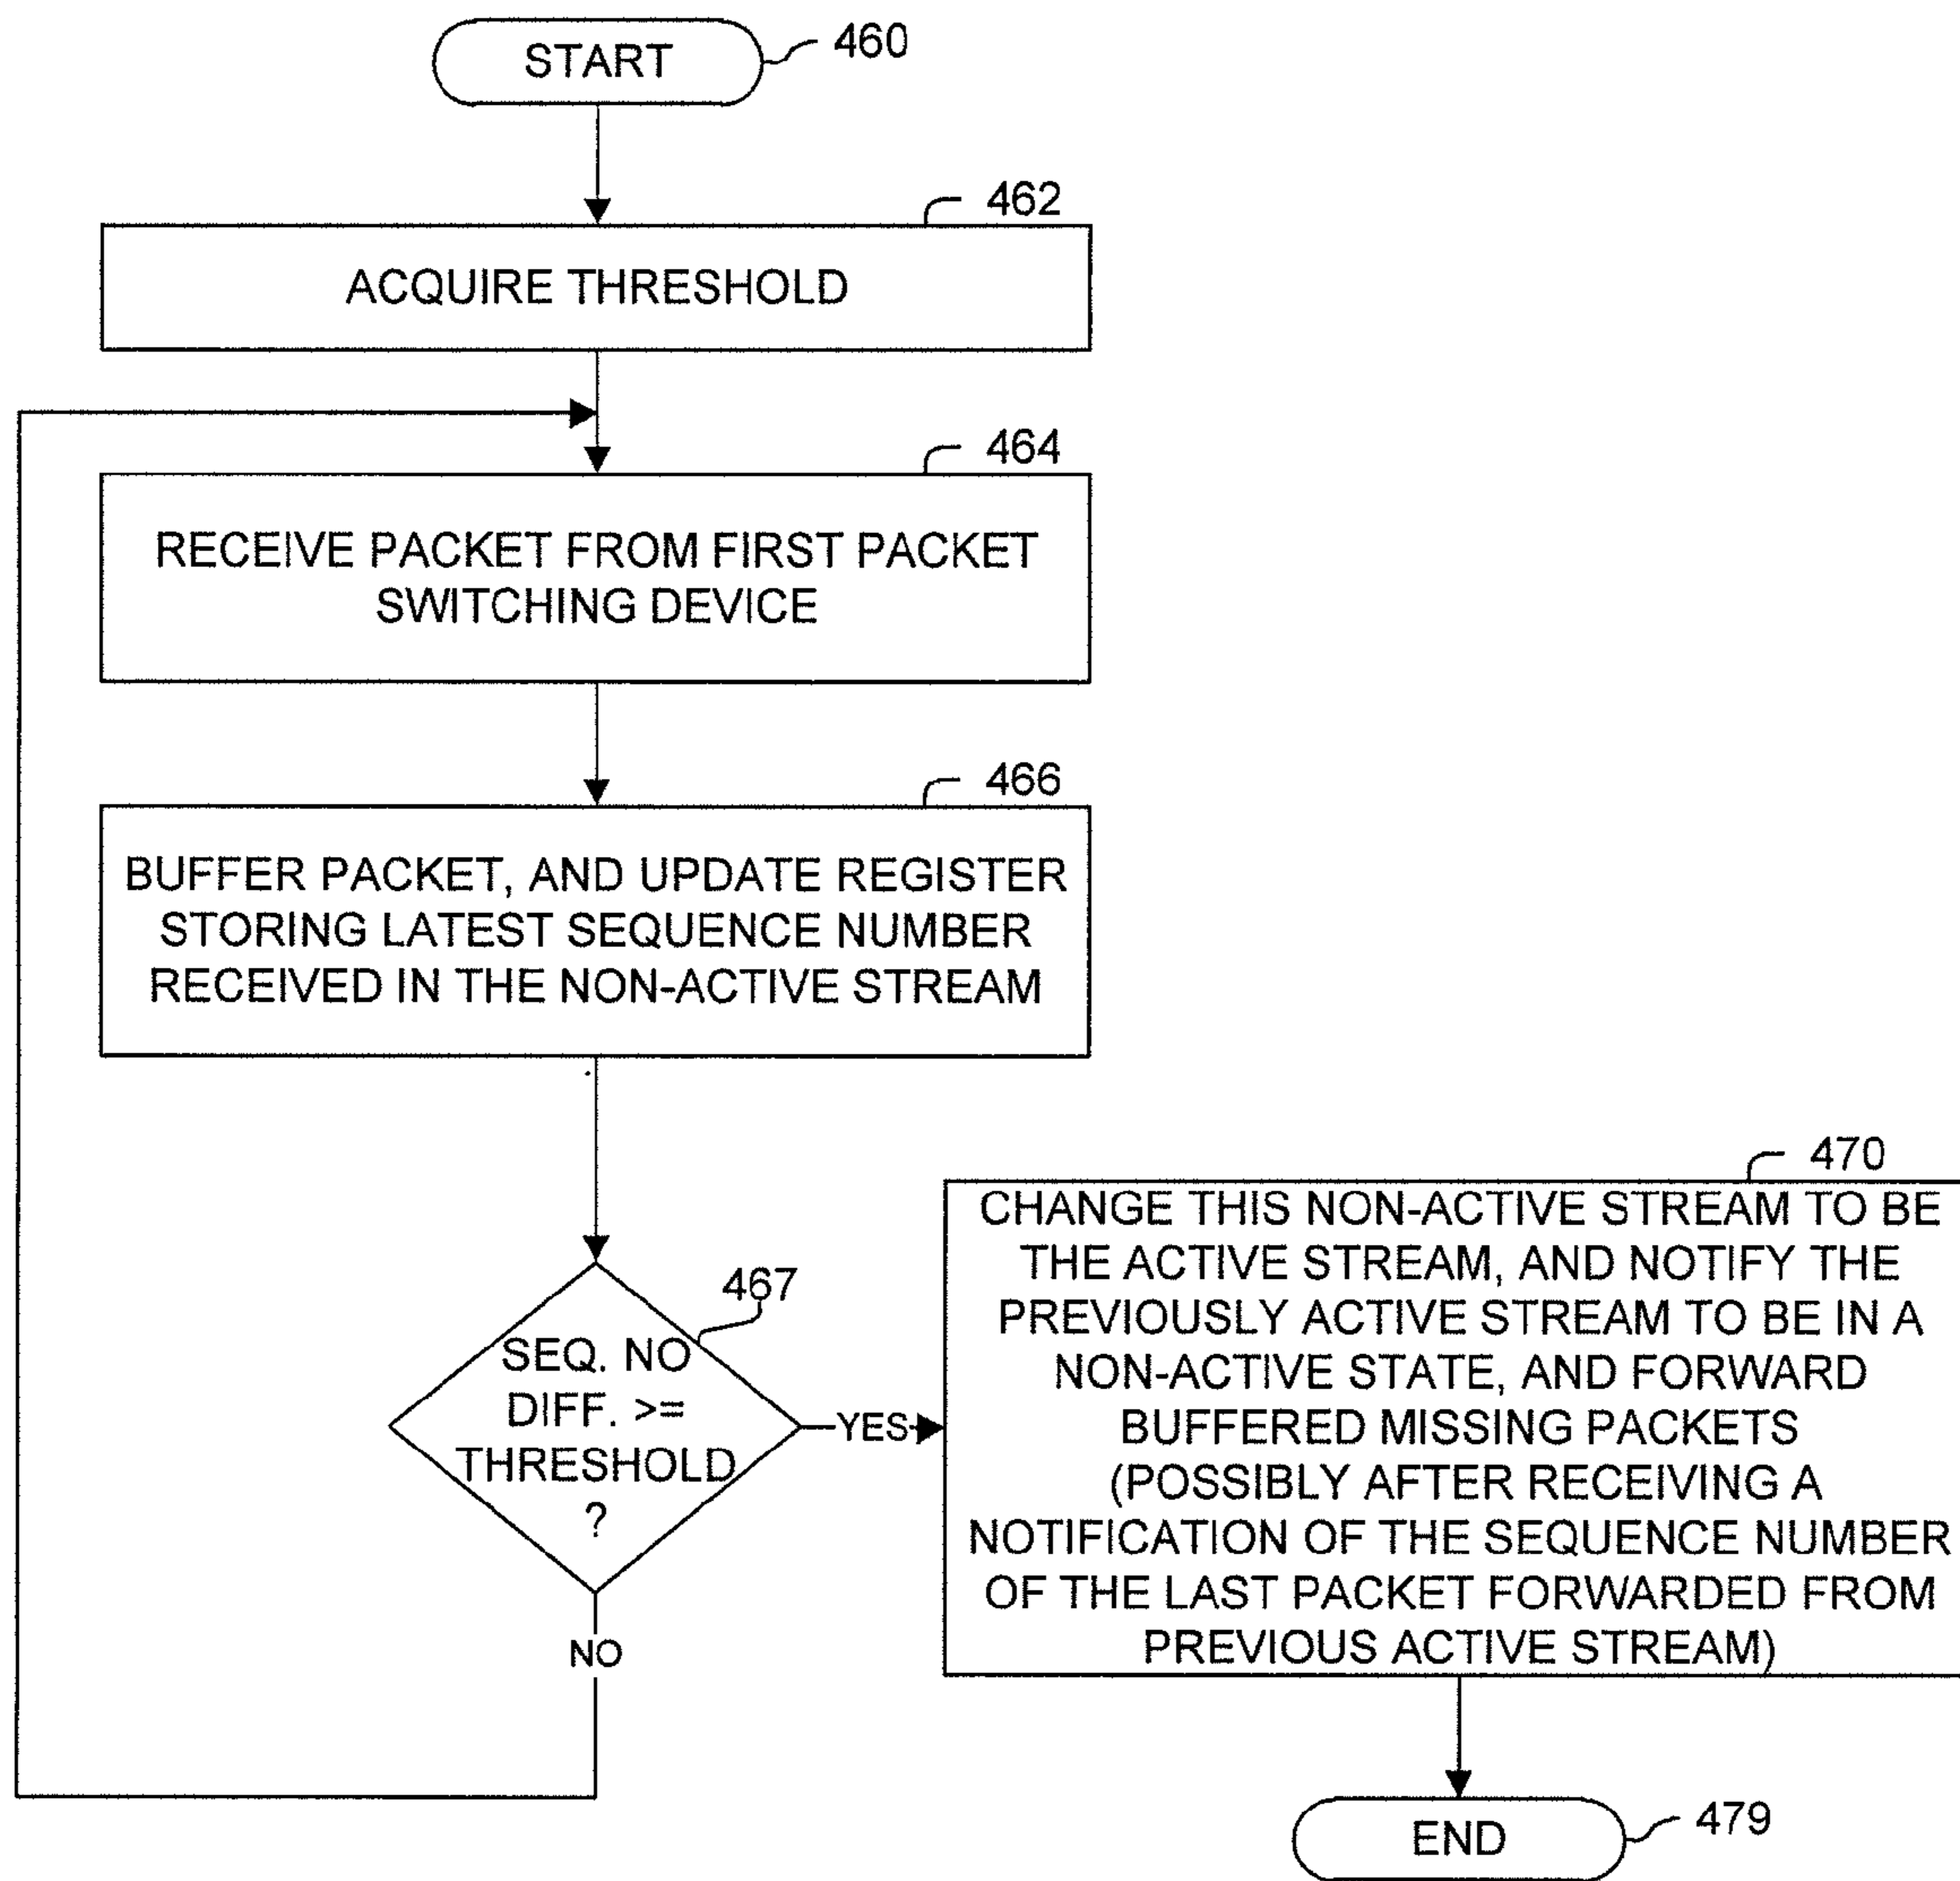 START
460
462
ACQUIRE THRESHOLD
464
RECEIVE PACKET FROM FIRST PACKET
SWITCHING DEVICE
466
BUFFER PACKET, AND UPDATE REGISTER
STORING LATEST SEQUENCE NUMBER
RECEIVED IN THE NON-ACTIVE STREAM
467
SEQ. NO
DIFF. >=
THRESHOLD
?
YES
NO
470
CHANGE THIS NON-ACTIVE STREAM TO BE
THE ACTIVE STREAM, AND NOTIFY THE
PREVIOUSLY ACTIVE STREAM TO BE IN A
NON-ACTIVE STATE, AND FORWARD
BUFFERED MISSING PACKETS
(POSSIBLY AFTER RECEIVING A
NOTIFICATION OF THE SEQUENCE NUMBER
OF THE LAST PACKET FORWARDED FROM
PREVIOUS ACTIVE STREAM)
END
479